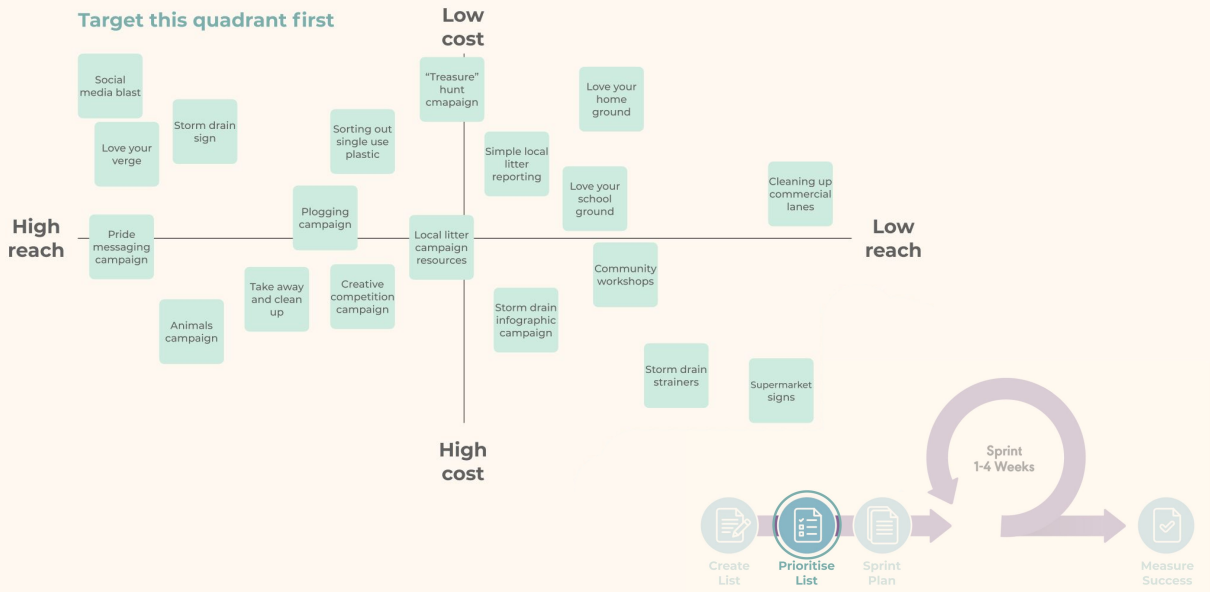 Target this quadrant first
Low
cost
Social
media blast
"Treasure"
hunt
cmapaign
Love your
home
ground
Storm drain
sign
Sorting out
single use
plastic
Love your
verge
Simple local
litter
reporting
Love your
school
ground
Cleaning up
commercial
lanes
Plogging
campaign
High
reach
Pride
messaging
campaign
Local litter
campaign
resources
Low
reach
Community
workshops
Take away
and clean
up
Creative
competition
campaign
Animals
campaign
Storm drain
infographic
campaign
Storm drain
strainers
Supermarket
signs
High
cost
Sprint
1-4 Weeks
Create
List
Prioritise
List
Sprint
Plan
Measure
Success